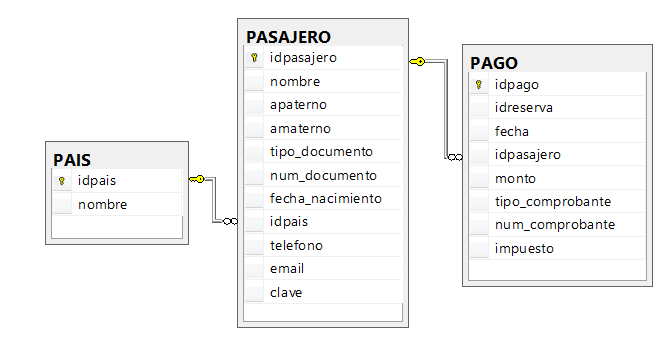 PAIS
idpais
nombre
PASAJERO
idpasajero
nombre
apaterno
amaterno
tipo_documento
num_documento
fecha_nacimiento
idpais
telefono
email
clave
PAGO
idpago
idreserva
fecha
idpasajero
monto
tipo_comprobante
num_comprobante
impuesto